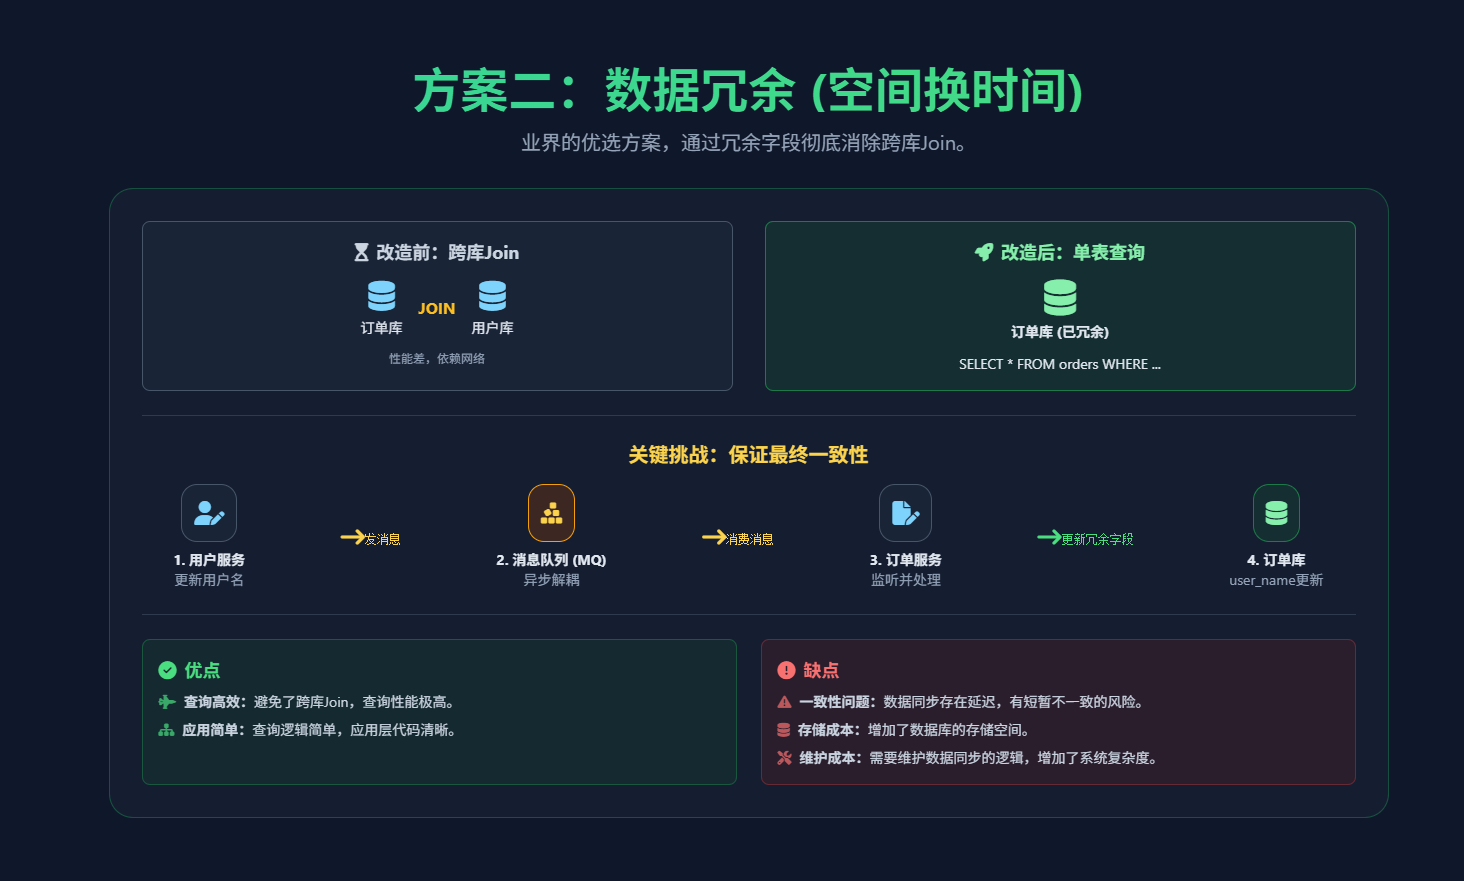 方案二：数据冗余 (空间换时间)
业界的优选方案，通过冗余字段彻底消除跨库Join。
改造前：跨库Join
JOIN
订单库
用户库
性能差，依赖网络
改造后：单表查询
订单库 (已冗余)
SELECT * FROM orders WHERE ...
关键挑战：保证最终一致性
1. 用户服务
更新用户名
发消息
2. 消息队列 (MQ)
异步解耦
消费消息
3. 订单服务
监听并处理
更新冗余字段
4. 订单库
user_name更新
优点
查询高效：避免了跨库Join，查询性能极高。
应用简单：查询逻辑简单，应用层代码清晰。
缺点
一致性问题：数据同步存在延迟，有短暂不一致的风险。
存储成本：增加了数据库的存储空间。
维护成本：需要维护数据同步的逻辑，增加了系统复杂度。